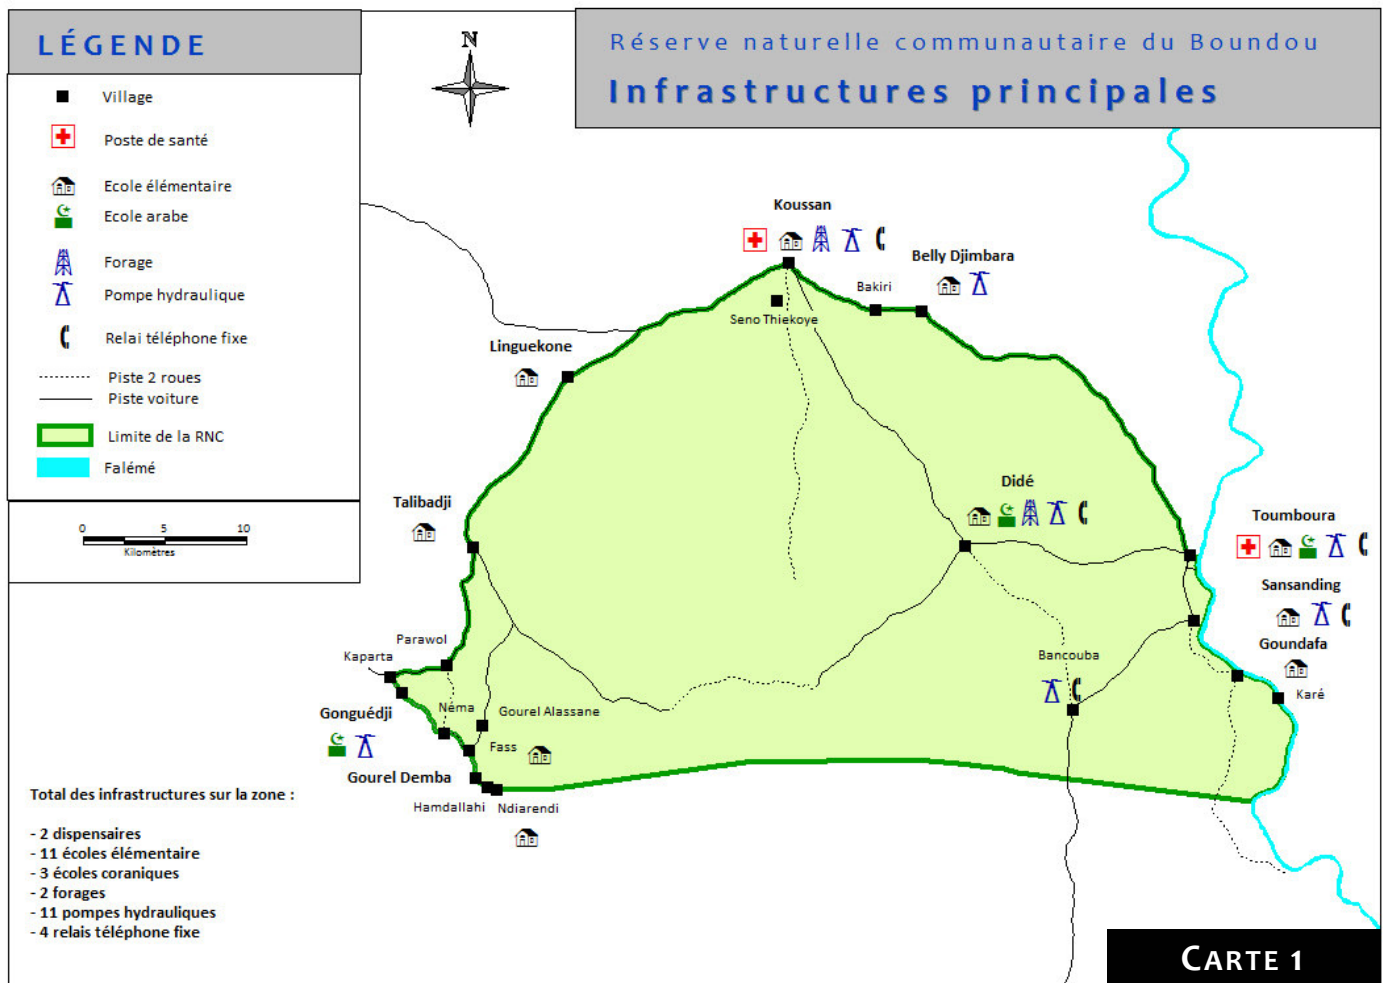 LÉGENDE
Village
Poste de santé
Ecole élémentaire
Ecole arabe
Forage
Pompe hydraulique
Relai téléphone fixe
Piste 2 roues
Piste voiture
Limite de la RNC
Falémé
0 5 10
Kilomètres
N
Réserve naturelle communautaire du Boundou
Infrastructures principales
Koussan
Belly Djimbara
Bakiri
Seno Thiekoye
Linguekone
Talibadji
Didé
Toumboura
Sansanding
Goundafa
Karé
Bancouba
Parawol
Kaparta
Gonguédji
Néma
Gourel Alassane
Fass
Gourel Demba
Hamdallahi
Ndiarendi
Total des infrastructures sur la zone :
- 2 dispensaires
- 11 écoles élémentaire
- 3 écoles coraniques
- 2 forages
- 11 pompes hydrauliques
- 4 relais téléphone fixe
CARTE 1